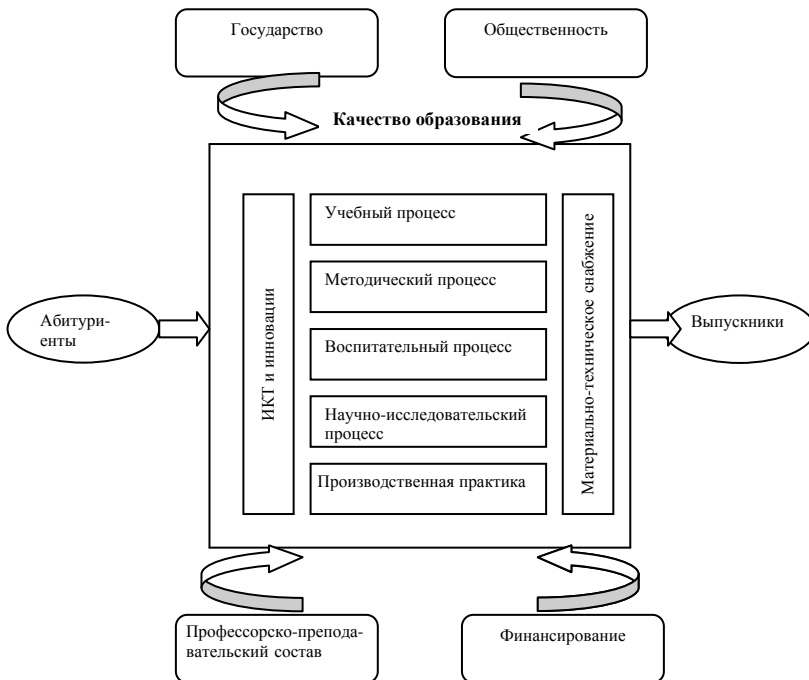 Государство
Общественность
Качество образования
ИКТ и инновации
Учебный процесс
Методический процесс
Воспитательный процесс
Научно-исследовательский
процесс
Производственная практика
Материально-техническое снабжение
Абитури-
енты
Выпускники
Профессорско-препода-
вательский состав
Финансирование